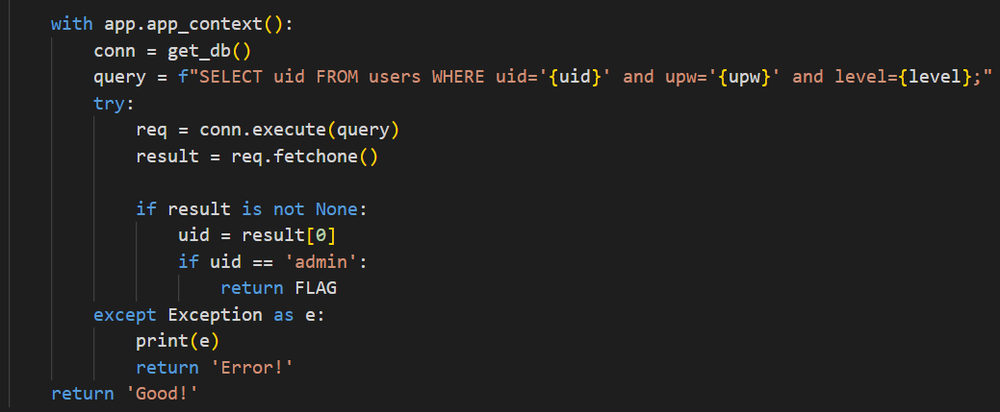 with app.app_context():
conn = get_db()
query = f"SELECT uid FROM users WHERE uid='{uid}' and upw='{upw}' and level={level};"
try:
req = conn.execute(query)
result = req.fetchone()
if result is not None:
uid = result[0]
if uid == 'admin':
return FLAG
except Exception as e:
print(e)
return 'Error!'
return 'Good!'